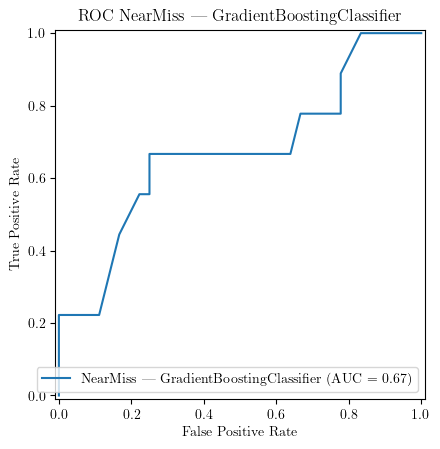 ROC NearMiss — GradientBoostingClassifier
1.0
0.8
0.6
0.4
0.2
0.0
True Positive Rate
NearMiss — GradientBoostingClassifier (AUC = 0.67)
0.0 0.2 0.4 0.6 0.8 1.0
False Positive Rate